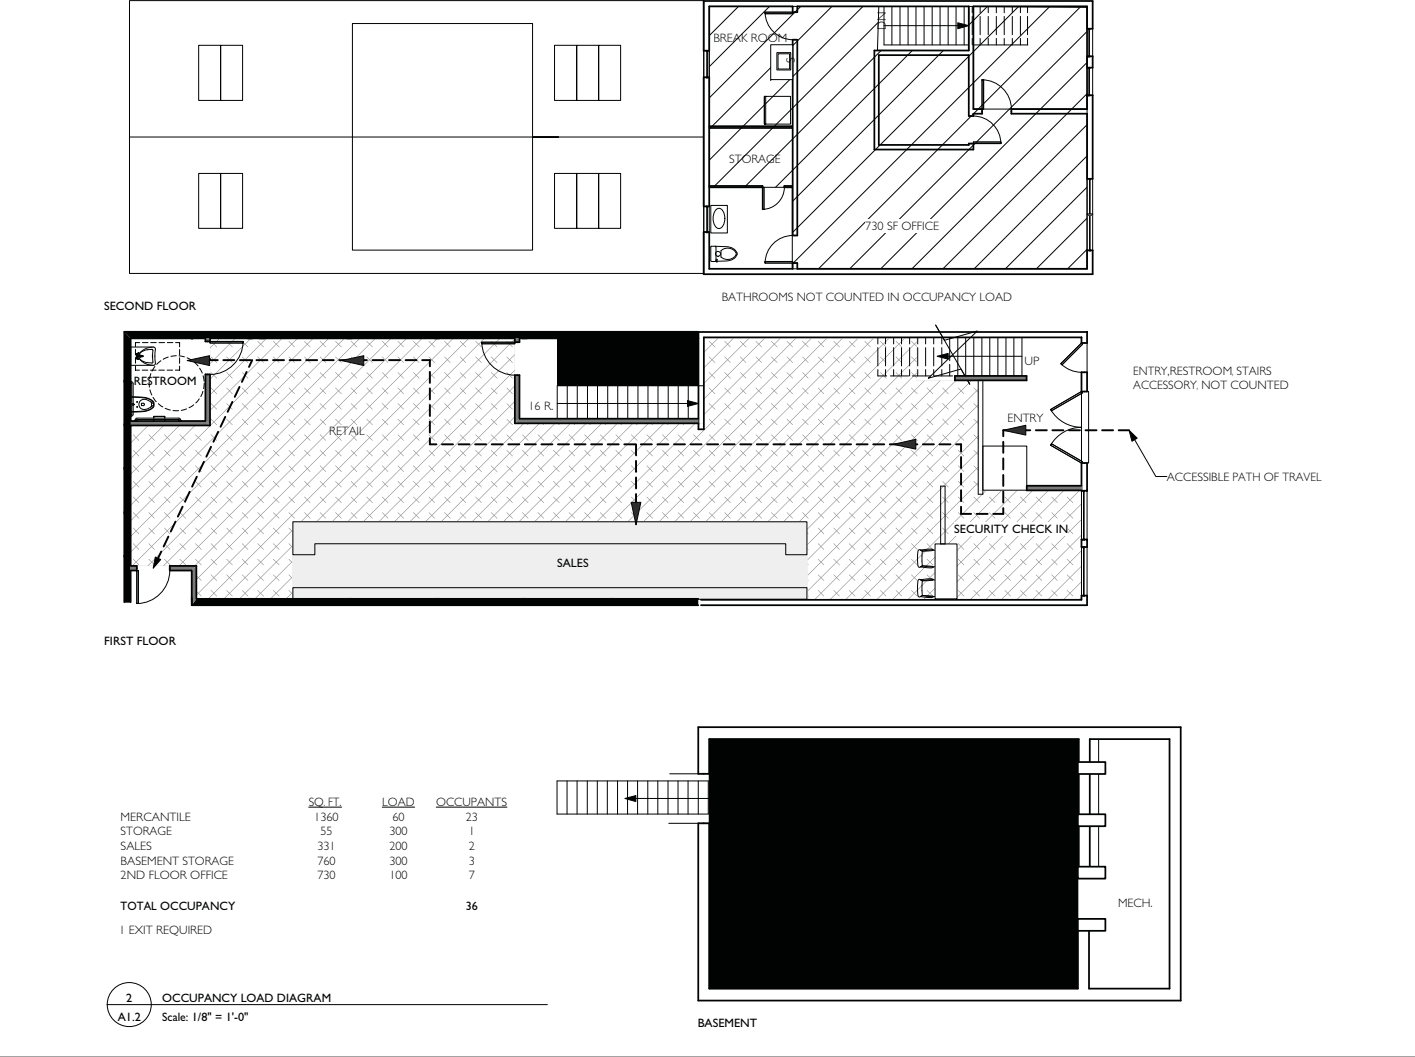 BREAK ROOM
DN
S
STORAGE
730 SF OFFICE
BATHROOMS NOT COUNTED IN OCCUPANCY LOAD
SECOND FLOOR
UP
ENTRY,RESTROOM, STAIRS
ACCESSORY, NOT COUNTED
RESTROOM
16 R.
ENTRY
RETAIL
ACCESSIBLE PATH OF TRAVEL
SECURITY CHECK IN
SALES
FIRST FLOOR
SQ. FT. LOAD OCCUPANTS
MERCANTILE 1360 60 23
STORAGE 55 300 1
SALES 331 200 2
BASEMENT STORAGE 760 300 3
2ND FLOOR OFFICE 730 100 7
TOTAL OCCUPANCY 36
1 EXIT REQUIRED
MECH.
2 OCCUPANCY LOAD DIAGRAM
A1.2 Scale: 1/8" = 1'-0"
BASEMENT